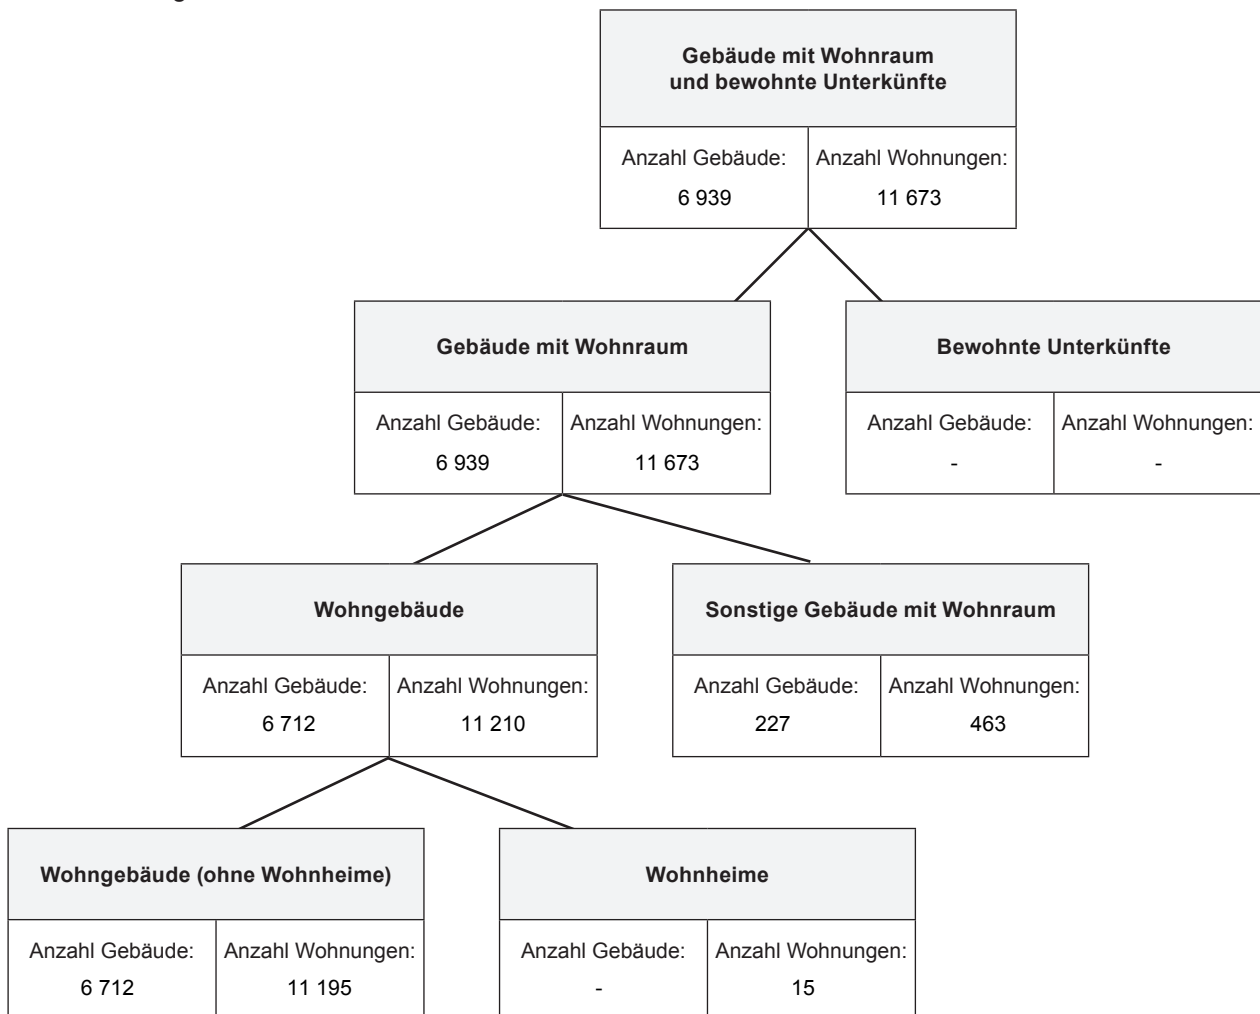 Gebäude mit Wohnraum
und bewohnte Unterkünfte
Anzahl Gebäude: Anzahl Wohnungen:
6 939 11 673
Gebäude mit Wohnraum
Anzahl Gebäude: Anzahl Wohnungen:
6 939 11 673
Bewohnte Unterkünfte
Anzahl Gebäude: Anzahl Wohnungen:
- -
Wohngebäude
Anzahl Gebäude: Anzahl Wohnungen:
6 712 11 210
Sonstige Gebäude mit Wohnraum
Anzahl Gebäude: Anzahl Wohnungen:
227 463
Wohngebäude (ohne Wohnheime)
Anzahl Gebäude: Anzahl Wohnungen:
6 712 11 195
Wohnheime
Anzahl Gebäude: Anzahl Wohnungen:
- 15